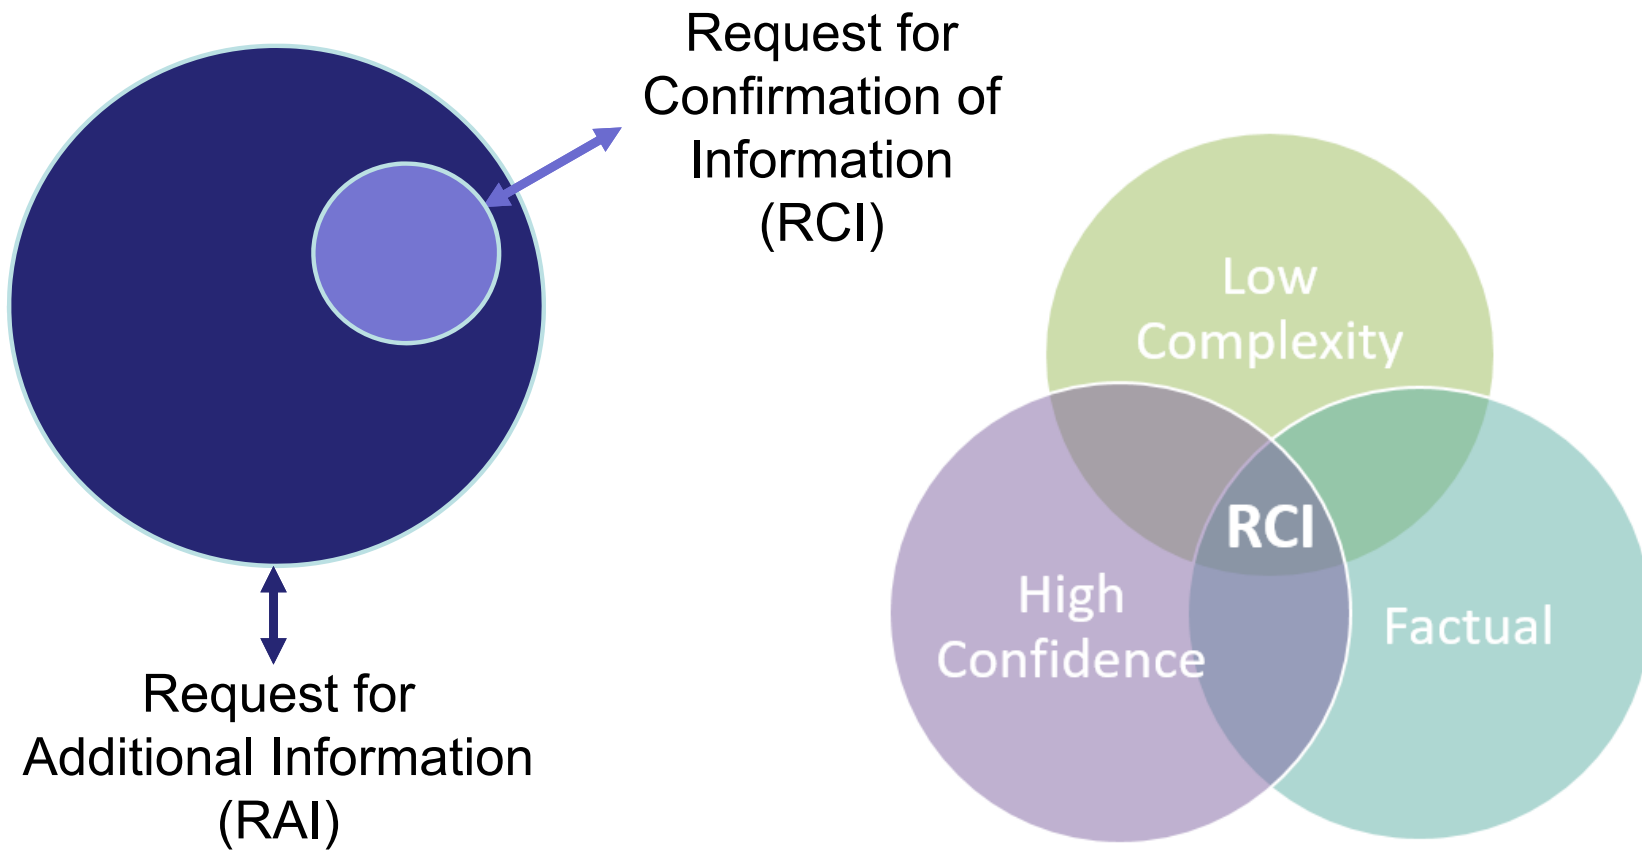 Request for
Confirmation of
Information
(RCI)
Request for
Additional Information
(RAI)
Low
Complexity
RCI
High
Confidence
Factual